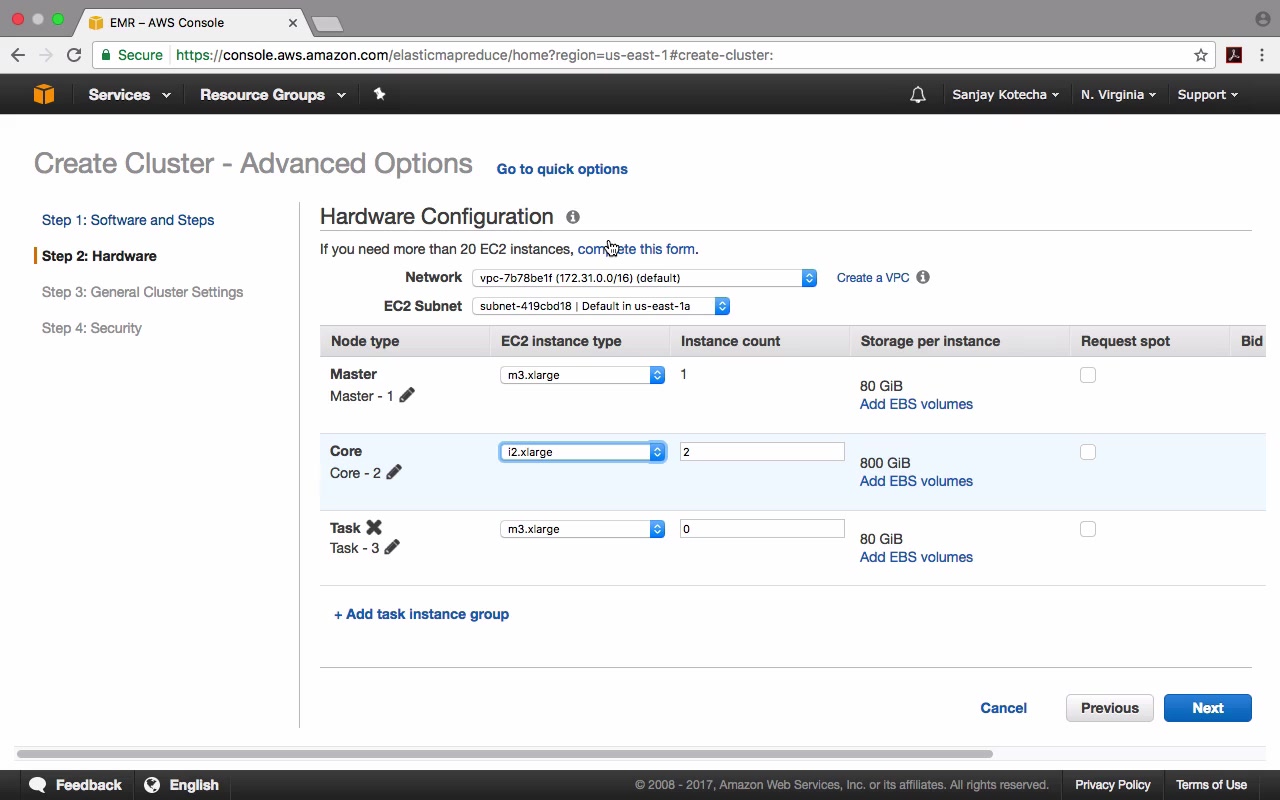 EMR – AWS Console
Secure https://console.aws.amazon.com/elasticmapreduce/home?region=us-east-1#create-cluster:
Services Resource Groups Sanjay Kotecha N. Virginia Support
Create Cluster - Advanced Options Go to quick options
Step 1: Software and Steps
Step 2: Hardware
Step 3: General Cluster Settings
Step 4: Security
Hardware Configuration
If you need more than 20 EC2 instances, complete this form.
Network vpc-7b78be1f (172.31.0.0/16) (default) Create a VPC
EC2 Subnet subnet-419cbd18 | Default in us-east-1a
Node type EC2 instance type Instance count Storage per instance Request spot Bid
Master m3.xlarge 1
Master - 1
80 GiB
Add EBS volumes
Core i2.xlarge 2
Core - 2
800 GiB
Add EBS volumes
Task m3.xlarge 0
Task - 3
80 GiB
Add EBS volumes
+ Add task instance group
Cancel Previous Next
Feedback English © 2008 - 2017, Amazon Web Services, Inc. or its affiliates. All rights reserved. Privacy Policy Terms of Use